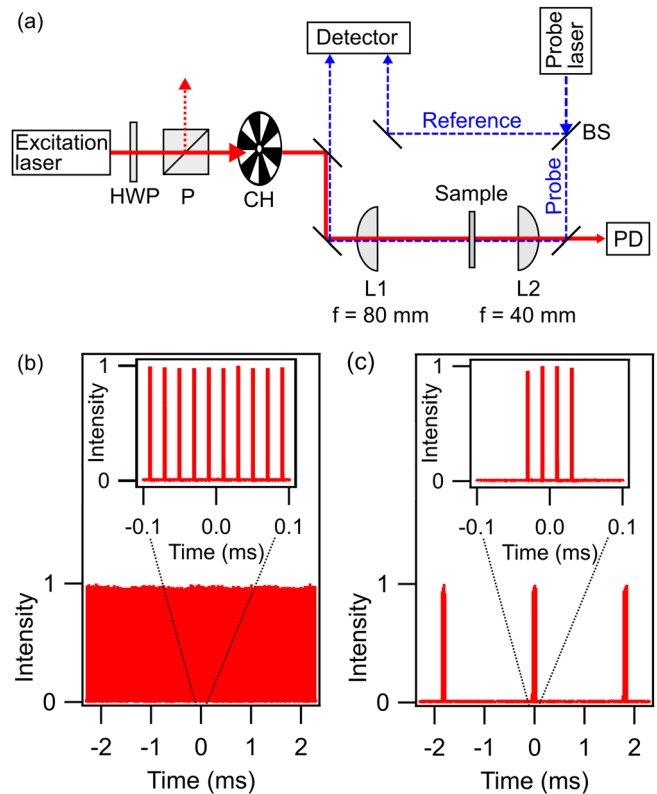 (a)
Detector
Probe
laser
Reference
BS
Excitation
laser
HWP
P
CH
Probe
Sample
PD
L1
L2
f = 80 mm
f = 40 mm
(b)
1
Intensity
0
-0.1
0.0
0.1
Time (ms)
1
Intensity
0
-2
-1
0
1
2
Time (ms)
(c)
1
Intensity
0
-0.1
0.0
0.1
Time (ms)
1
Intensity
0
-2
-1
0
1
2
Time (ms)